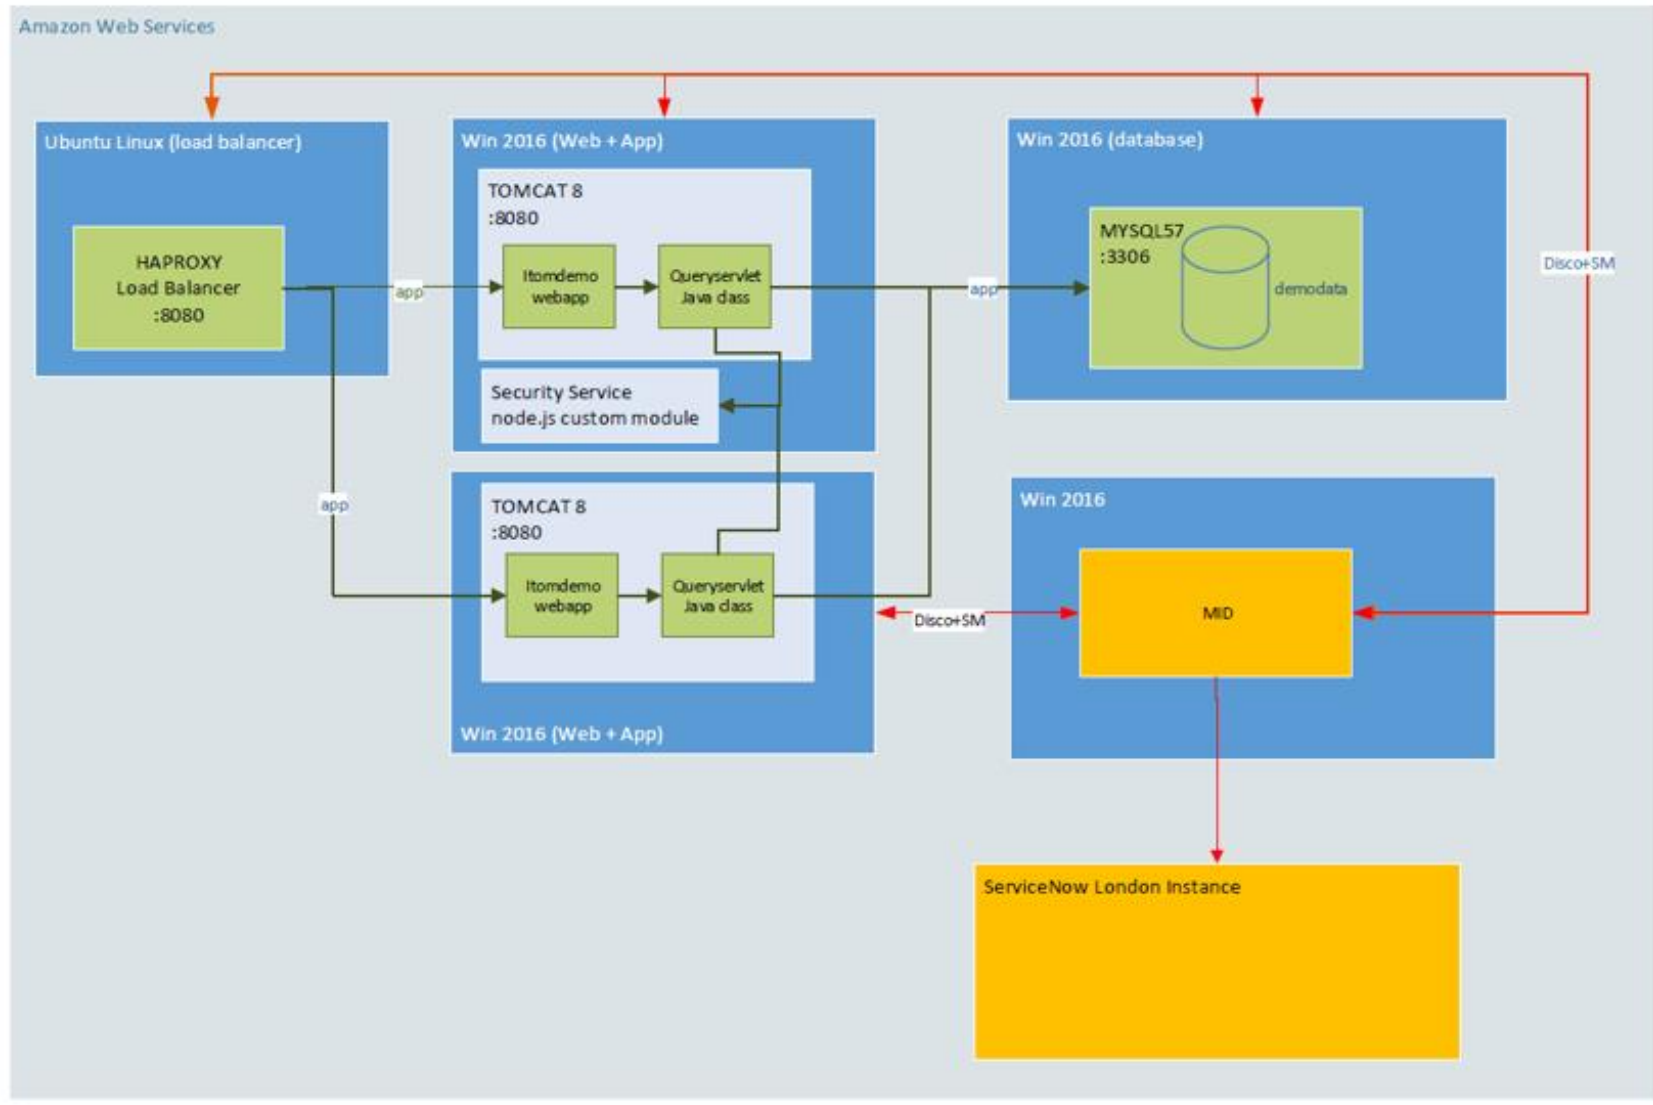 Amazon Web Services
Ubuntu Linux (load balancer)
HAPROXY
Load Balancer
:8080
app
app
Win 2016 (Web + App)
TOMCAT 8
:8080
Itomdemo
webapp
Queryservlet
Java class
Security Service
node.js custom module
TOMCAT 8
:8080
Itomdemo
webapp
Queryservlet
Java class
Win 2016 (Web + App)
app
Win 2016 (database)
MYSQL57
:3306
demodata
Disco+SM
Disco+SM
Win 2016
MID
ServiceNow London Instance